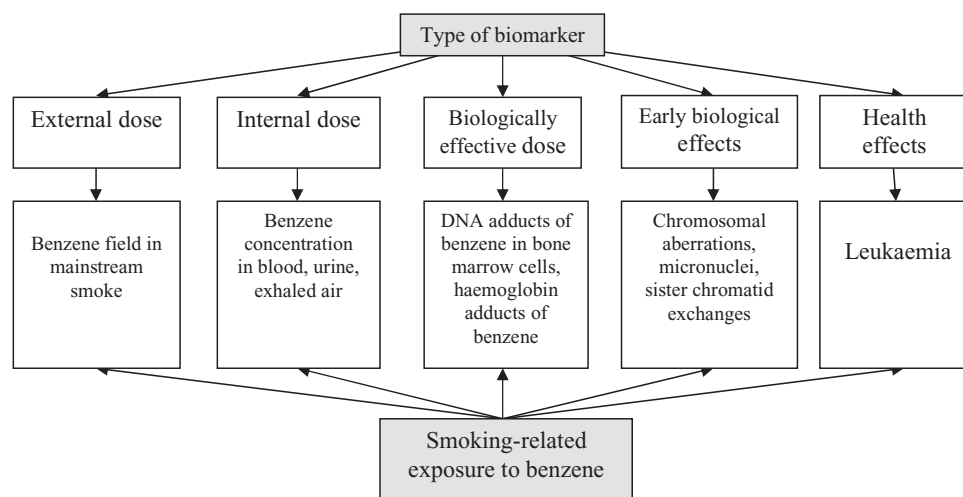 Type of biomarker
External dose
Internal dose
Biologically
effective dose
Early biological
effects
Health
effects
Benzene field in
mainstream
smoke
Benzene
concentration
in blood, urine,
exhaled air
DNA adducts of
benzene in bone
marrow cells,
haemoglobin
adducts of
benzene
Chromosomal
aberrations,
micronuclei,
sister chromatid
exchanges
Leukaemia
Smoking-related
exposure to benzene